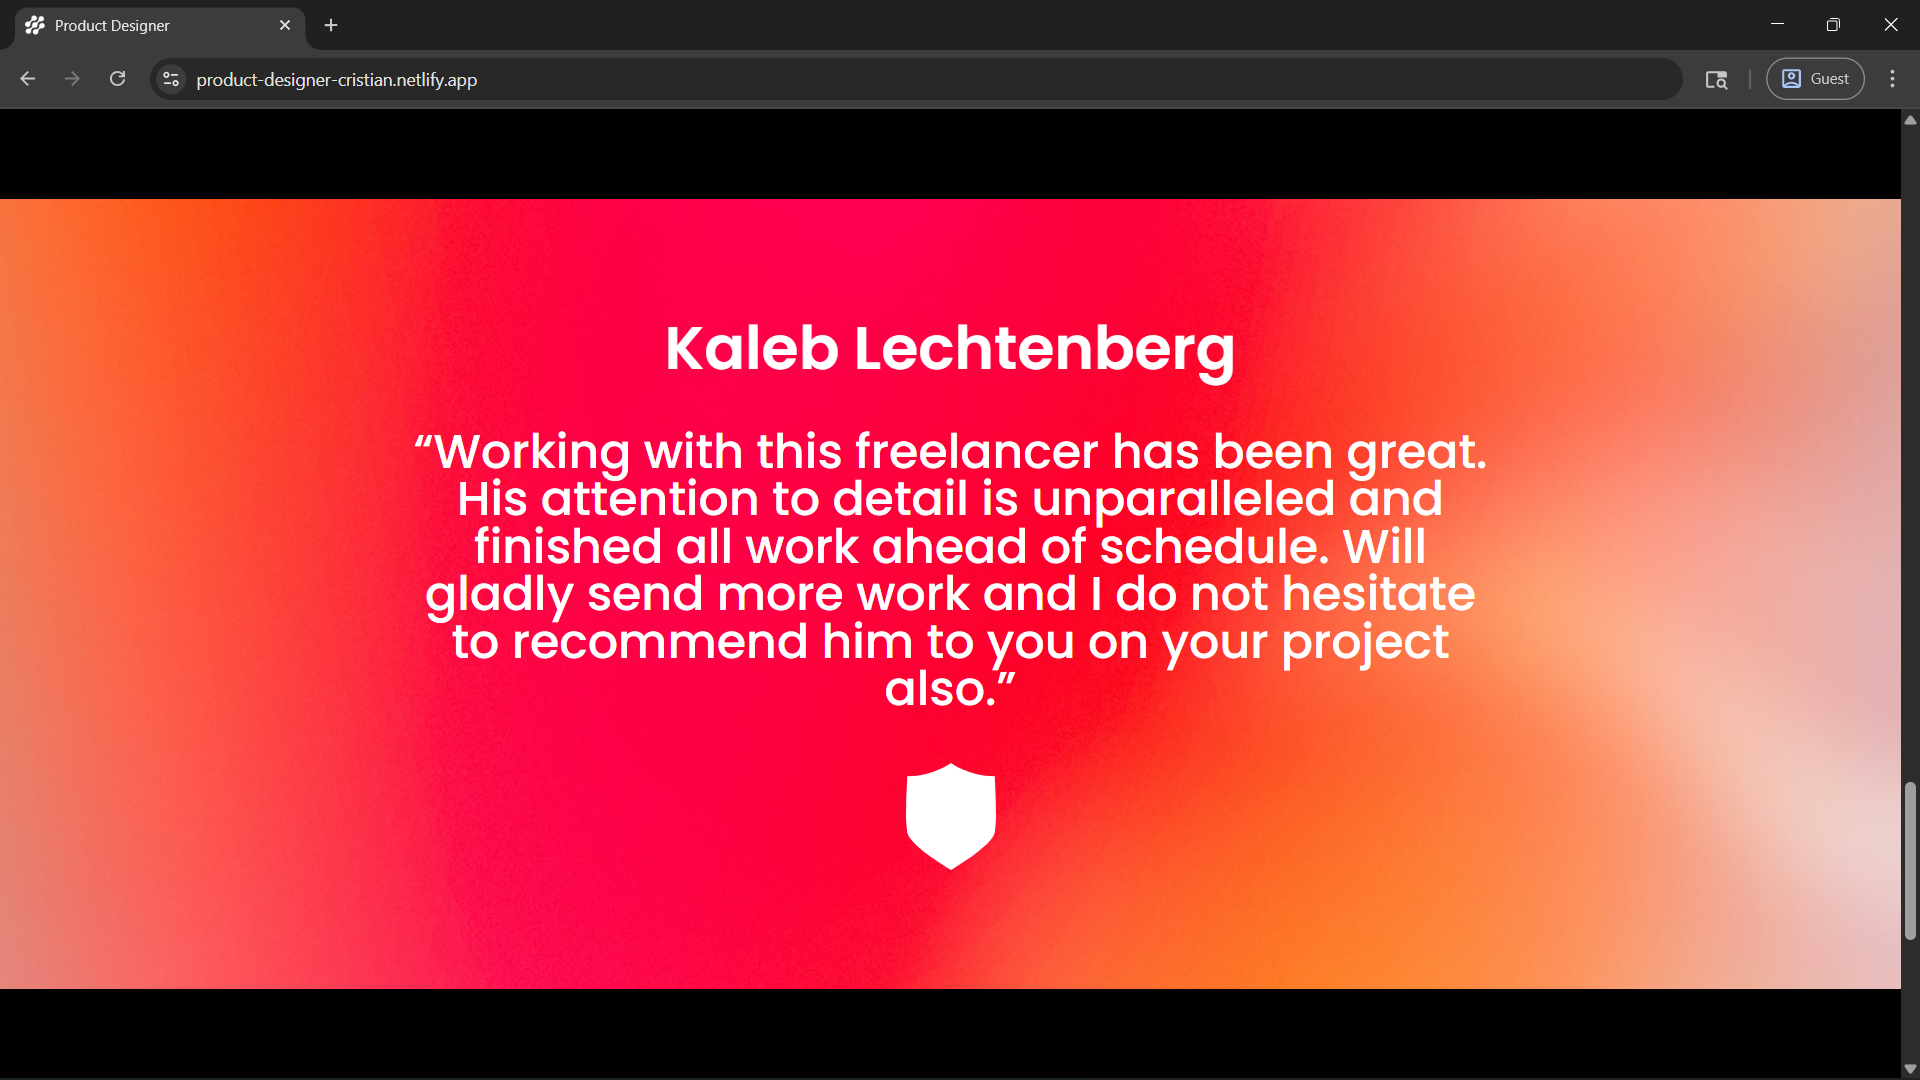 Product Designer
product-designer-cristian.netlify.app
Guest
Kaleb Lechtenberg
“Working with this freelancer has been great.
His attention to detail is unparalleled and
finished all work ahead of schedule. Will
gladly send more work and I do not hesitate
to recommend him to you on your project
also.”